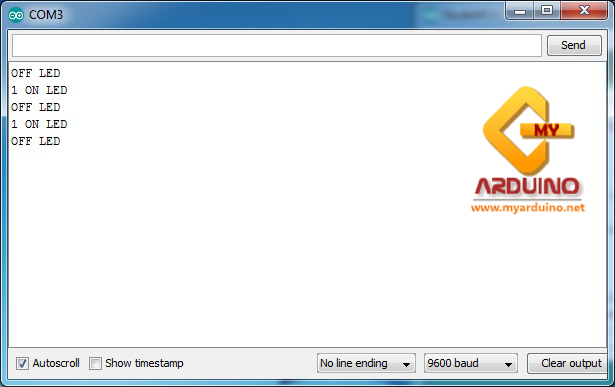 COM3
Send
OFF LED
1 ON LED
OFF LED
1 ON LED
OFF LED
MY
ARDUINO
www.myarduino.net
Autoscroll
Show timestamp
No line ending
9600 baud
Clear output